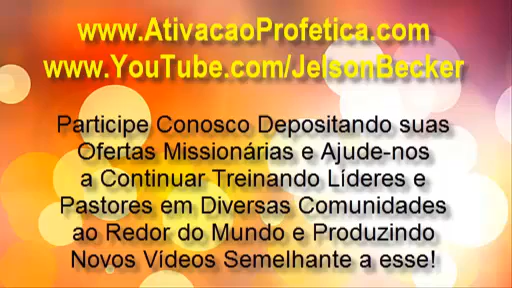 www.AtivacaoProfetica.com
www.YouTube.com/JelsonBecker
Participe Conosco Depositando suas
Ofertas Missionárias e Ajude-nos
a Continuar Treinando Líderes e
Pastores em Diversas Comunidades
ao Redor do Mundo e Produzindo
Novos Vídeos Semelhante a esse!